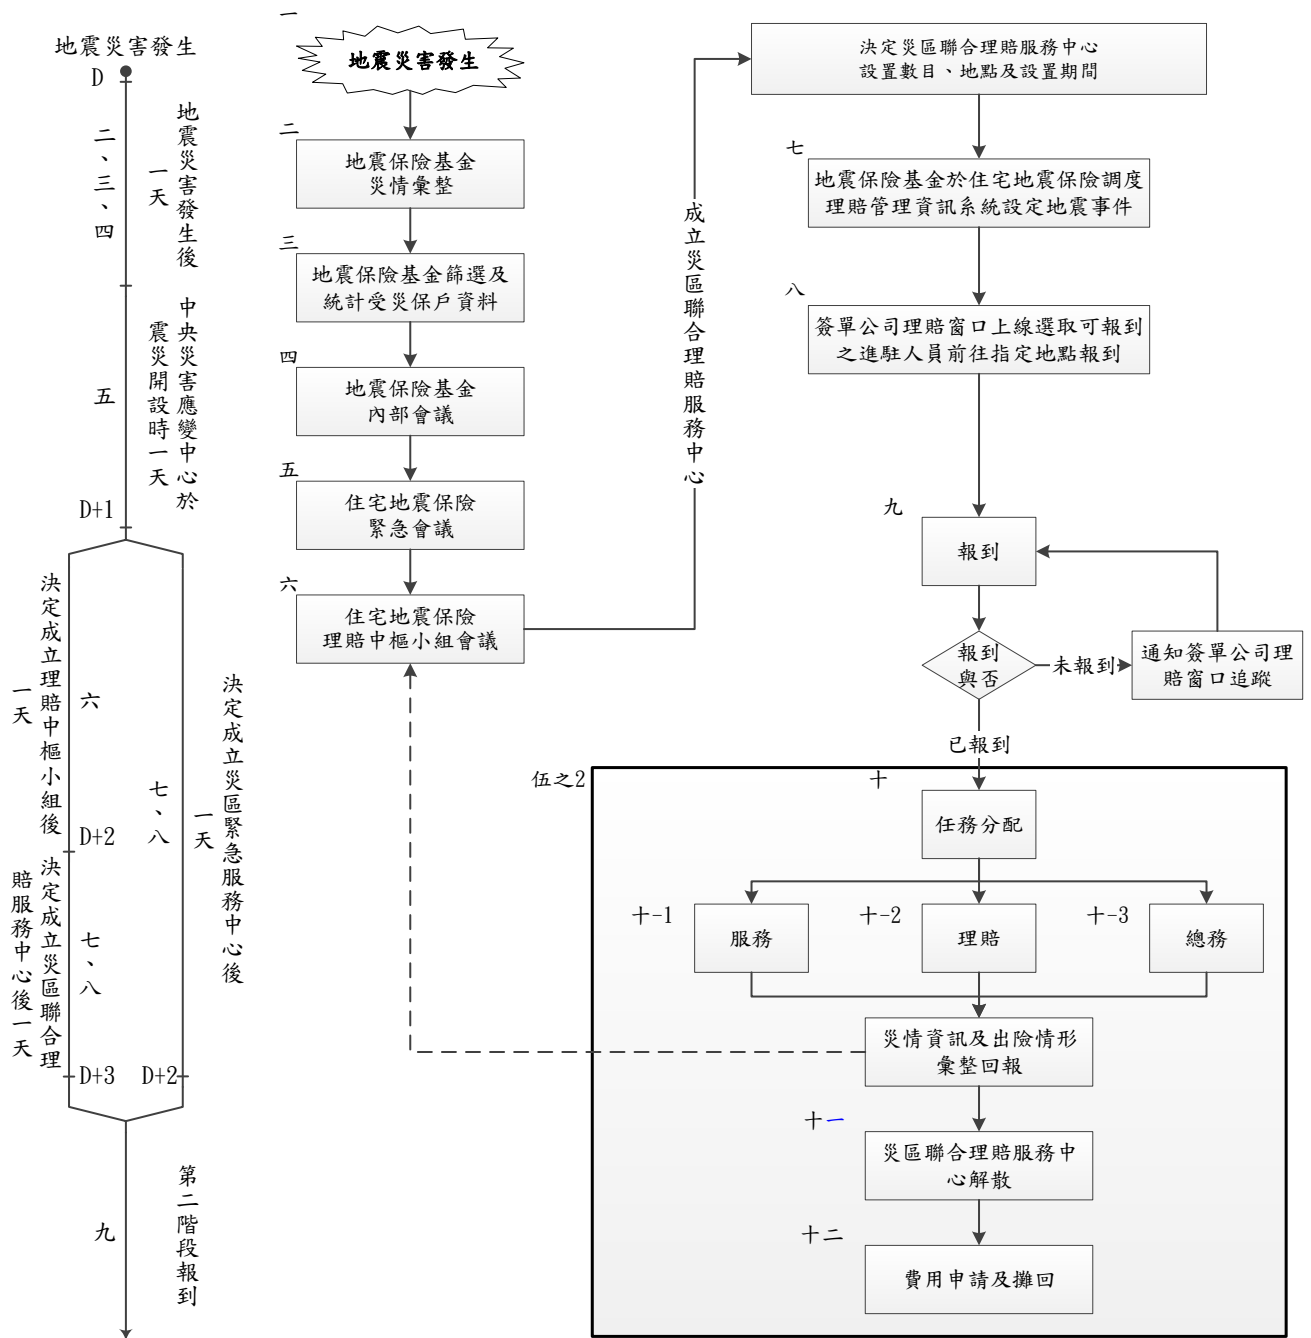 地震災害發生
D
地震災害發生後
一天
二、三、四
中央災害應變中心於
震災開設時一天
五
D+1
決定成立理賠中樞小組後
一天
六
D+2
決定成立災區聯合理
賠服務中心後一天
七、八
D+3
決定成立災區緊急服務中心後
一天
七、八
D+2
第二階段報到
九
一
地震災害發生
二
地震保險基金
災情彙整
三
地震保險基金篩選及
統計受災保戶資料
四
地震保險基金
內部會議
五
住宅地震保險
緊急會議
六
住宅地震保險
理賠中樞小組會議
成立災區聯合理賠服務中心
決定災區聯合理賠服務中心
設置數目、地點及設置期間
七
地震保險基金於住宅地震保險調度
理賠管理資訊系統設定地震事件
八
簽單公司理賠窗口上線選取可報到
之進駐人員前往指定地點報到
九
報到
報到
與否
未報到
通知簽單公司理
賠窗口追蹤
已報到
伍之2
十
任務分配
十-1
服務
十-2
理賠
十-3
總務
災情資訊及出險情形
彙整回報
十一
災區聯合理賠服務中
心解散
十二
費用申請及攤回